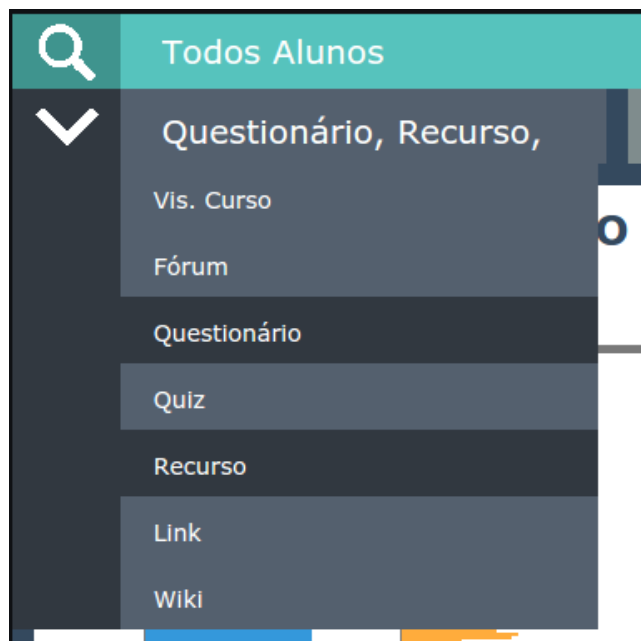 Todos Alunos
Questionário, Recurso,
Vis. Curso
Fórum
Questionário
Quiz
Recurso
Link
Wiki
o